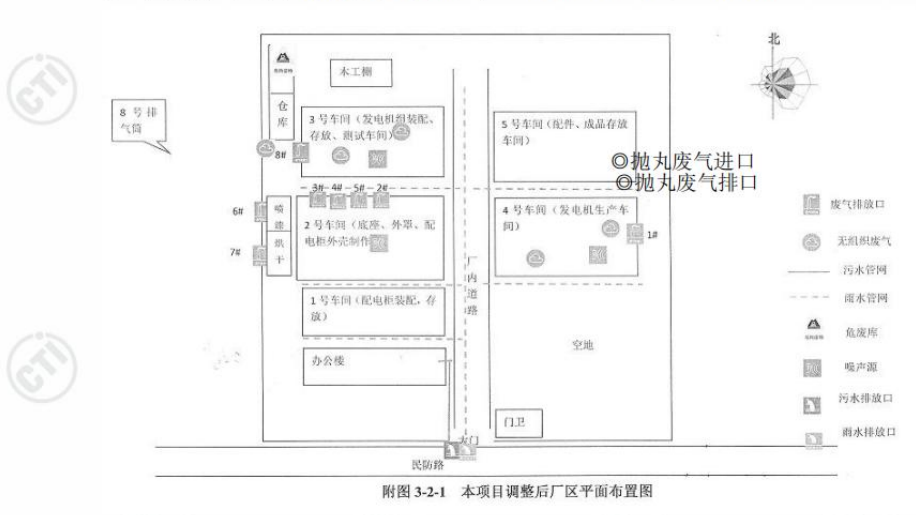 CTI
北
木工棚
8 号 排
气筒
仓
库
3 号车间（发电机组装配、
存放、测试车间）
5 号车间（配件、成品存放
车间）
8#
◎抛丸废气进口
◎抛丸废气排口
3# 4# 5# 2#
6#
喷
漆
烘
干
7#
2 号车间（底座、外罩、配
电柜外壳制作
4 号车间（发电机生产车
间）
1#
厂
内
道
路
1 号车间（配电柜装配，存
放）
空地
办公楼
门卫
大门
民防路
废气排放口
无组织废气
污水管网
雨水管网
危废库
噪声源
污水排放口
雨水排放口
CTI
附图 3-2-1 本项目调整后厂区平面布置图